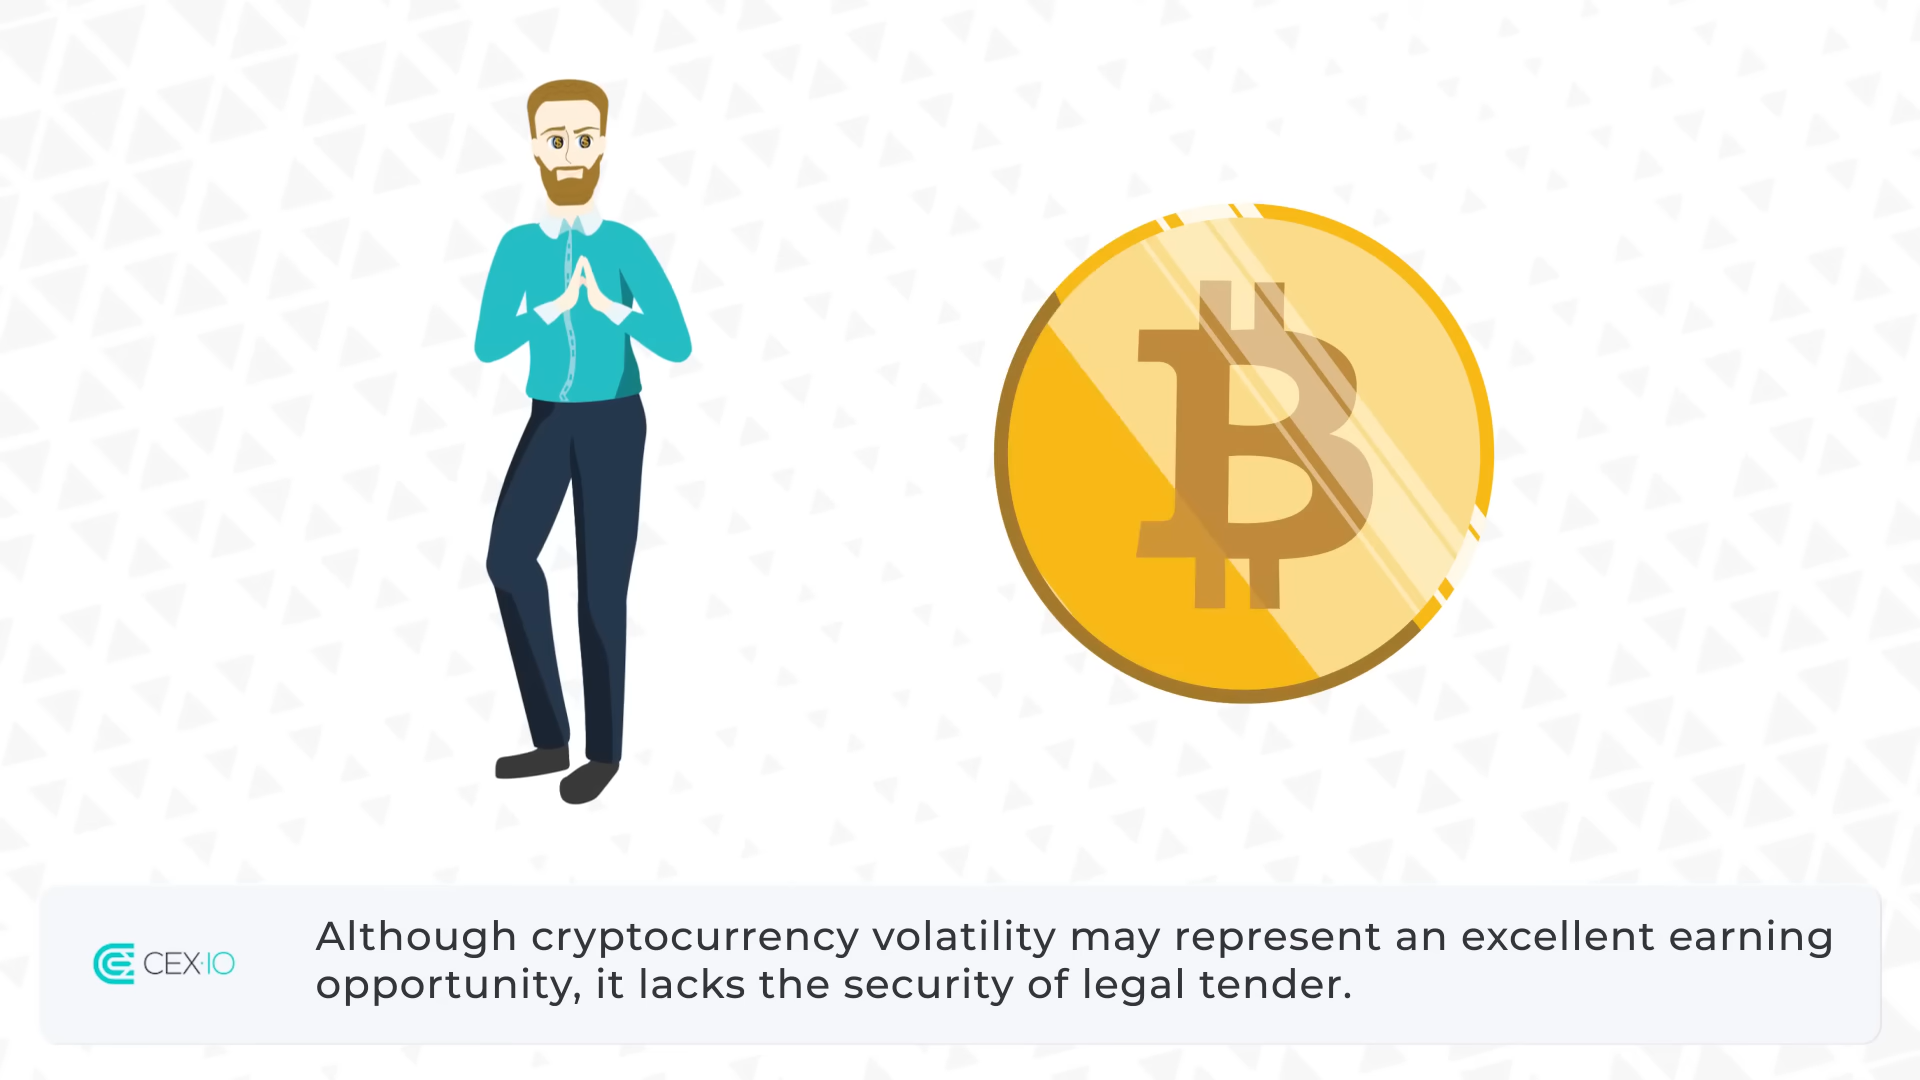 CEX·IO
Although cryptocurrency volatility may represent an excellent earning
opportunity, it lacks the security of legal tender.